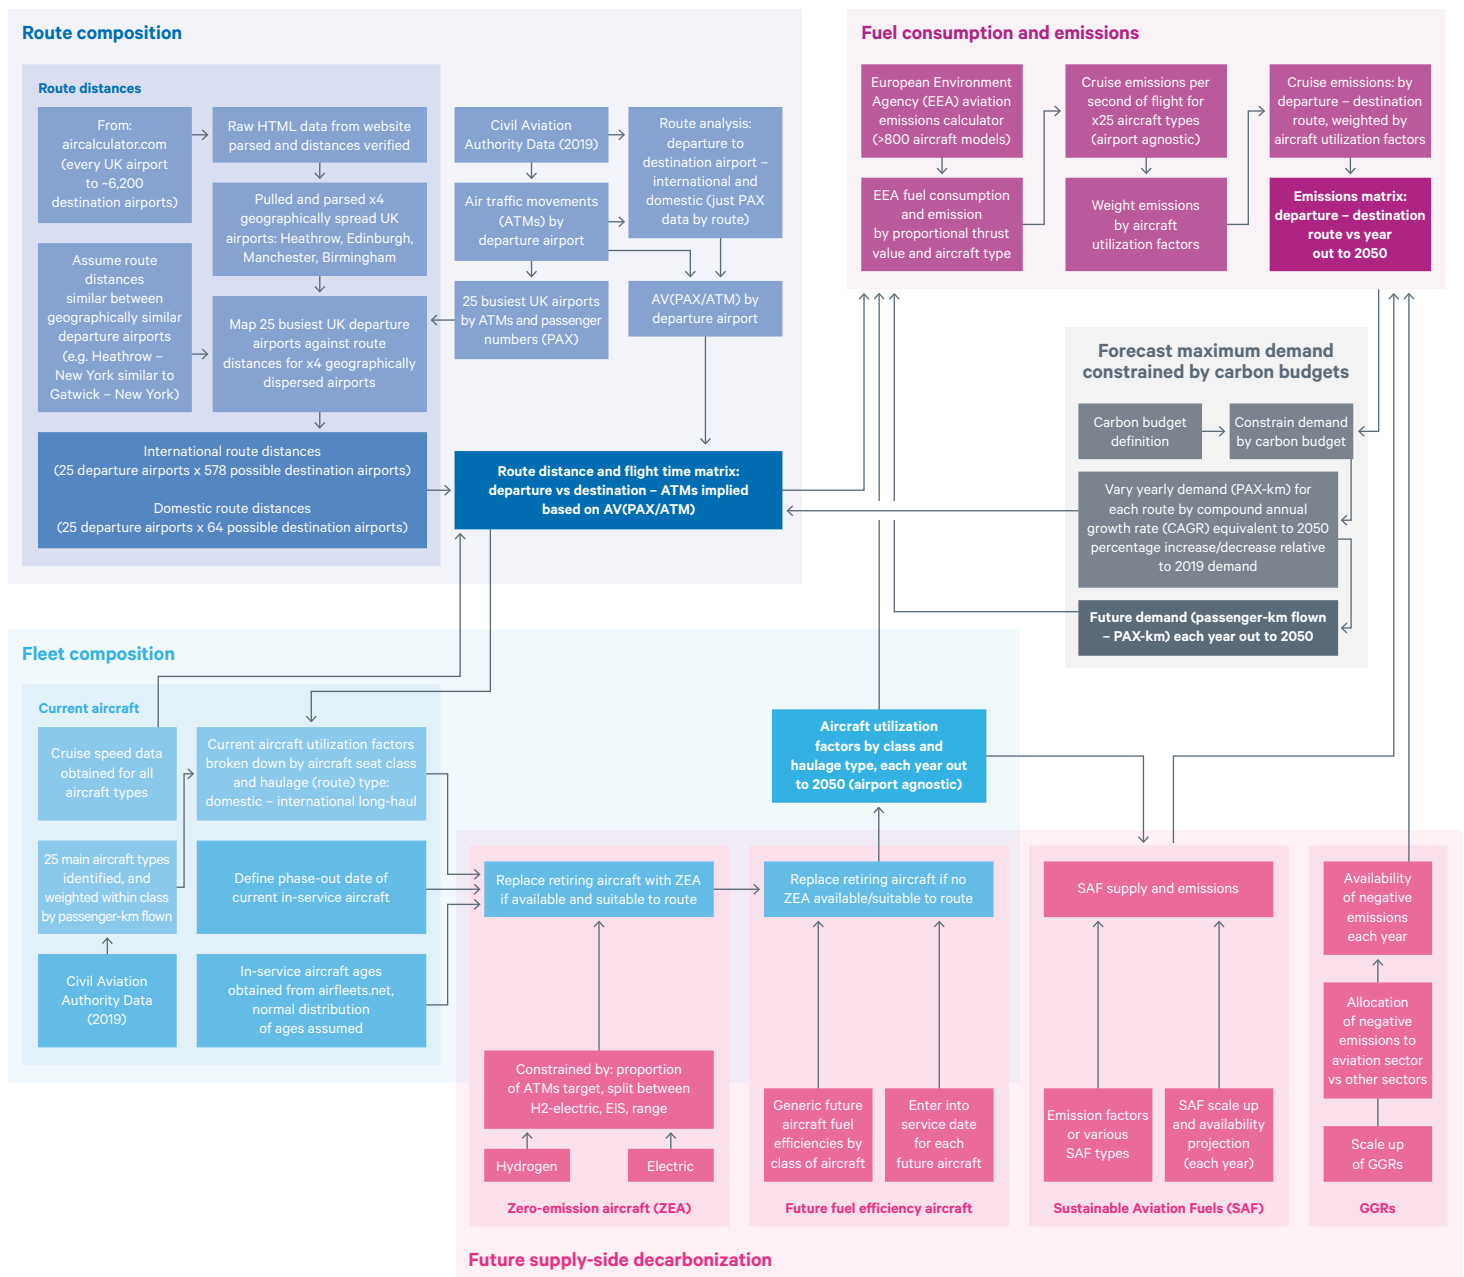 Route composition
Route distances
From:
aircalculator.com
(every UK airport
to ~6,200
destination airports)
Raw HTML data from website
parsed and distances verified
Pulled and parsed x4
geographically spread UK
airports: Heathrow, Edinburgh,
Manchester, Birmingham
Assume route
distances
similar between
geographically similar
departure airports
(e.g. Heathrow –
New York similar to
Gatwick – New York)
Map 25 busiest UK departure
airports against route
distances for x4 geographically
dispersed airports
International route distances
(25 departure airports x 578 possible destination airports)
Domestic route distances
(25 departure airports x 64 possible destination airports)
Civil Aviation
Authority Data (2019)
Air traffic movements
(ATMs) by
departure airport
25 busiest UK airports
by ATMs and passenger
numbers (PAX)
Route analysis:
departure to
destination airport –
international and
domestic (just PAX
data by route)
AV(PAX/ATM) by
departure airport
Route distance and flight time matrix:
departure vs destination – ATMs implied
based on AV(PAX/ATM)
Fuel consumption and emissions
European Environment
Agency (EEA) aviation
emissions calculator
(>800 aircraft models)
EEA fuel consumption
and emission
by proportional thrust
value and aircraft type
Cruise emissions per
second of flight for
x25 aircraft types
(airport agnostic)
Weight emissions
by aircraft
utilization factors
Cruise emissions: by
departure – destination
route, weighted by
aircraft utilization factors
Emissions matrix:
departure – destination
route vs year
out to 2050
Forecast maximum demand
constrained by carbon budgets
Carbon budget
definition
Constrain demand
by carbon budget
Vary yearly demand (PAX-km) for
each route by compound annual
growth rate (CAGR) equivalent to 2050
percentage increase/decrease relative
to 2019 demand
Future demand (passenger-km flown
– PAX-km) each year out to 2050
Fleet composition
Current aircraft
Cruise speed data
obtained for all
aircraft types
Current aircraft utilization factors
broken down by aircraft seat class
and haulage (route) type:
domestic – international long-haul
25 main aircraft types
identified, and
weighted within class
by passenger-km flown
Define phase-out date of
current in-service aircraft
Civil Aviation
Authority Data
(2019)
In-service aircraft ages
obtained from airfleets.net,
normal distribution
of ages assumed
Aircraft utilization
factors by class and
haulage type, each year out
to 2050 (airport agnostic)
Replace retiring aircraft with ZEA
if available and suitable to route
Replace retiring aircraft if no
ZEA available/suitable to route
SAF supply and emissions
Availability
of negative
emissions
each year
Allocation
of negative
emissions to
aviation sector
vs other sectors
Constrained by: proportion
of ATMs target, split between
H2-electric, EIS, range
Hydrogen
Electric
Generic future
aircraft fuel
efficiencies by
class of aircraft
Enter into
service date
for each
future aircraft
Emission factors
or various
SAF types
SAF scale up
and availability
projection
(each year)
Scale up
of GGRs
Zero-emission aircraft (ZEA)
Future fuel efficiency aircraft
Sustainable Aviation Fuels (SAF)
GGRs
Future supply-side decarbonization